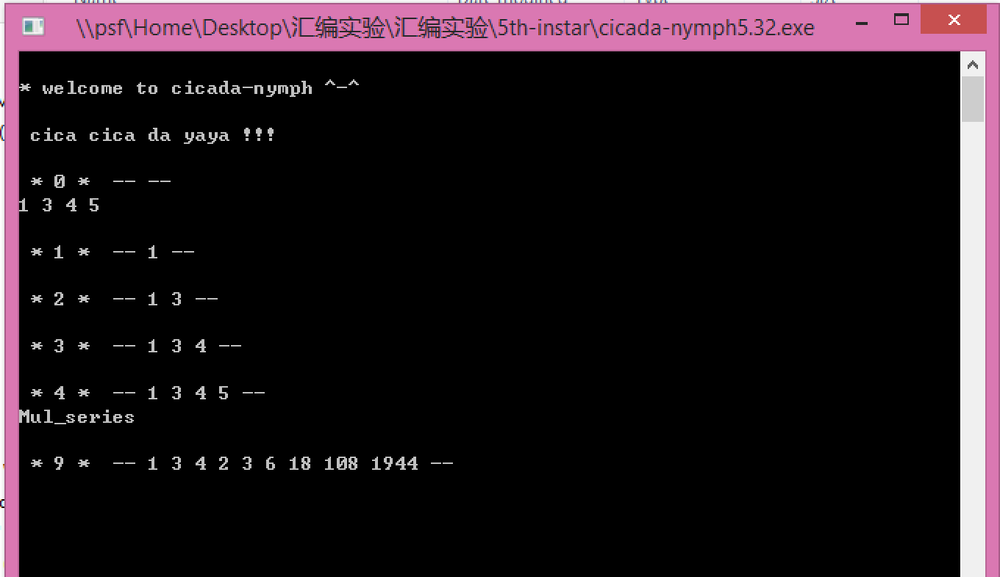 \\psf\Home\Desktop\汇编实验\汇编实验\5th-instar\cicada-nymph5.32.exe
* welcome to cicada-nymph ^-^
cica cica da yaya !!!
* 0 *  -- --
1 3 4 5
* 1 *  -- 1 --
* 2 *  -- 1 3 --
* 3 *  -- 1 3 4 --
* 4 *  -- 1 3 4 5 --
Mul_series
* 9 *  -- 1 3 4 2 3 6 18 108 1944 --